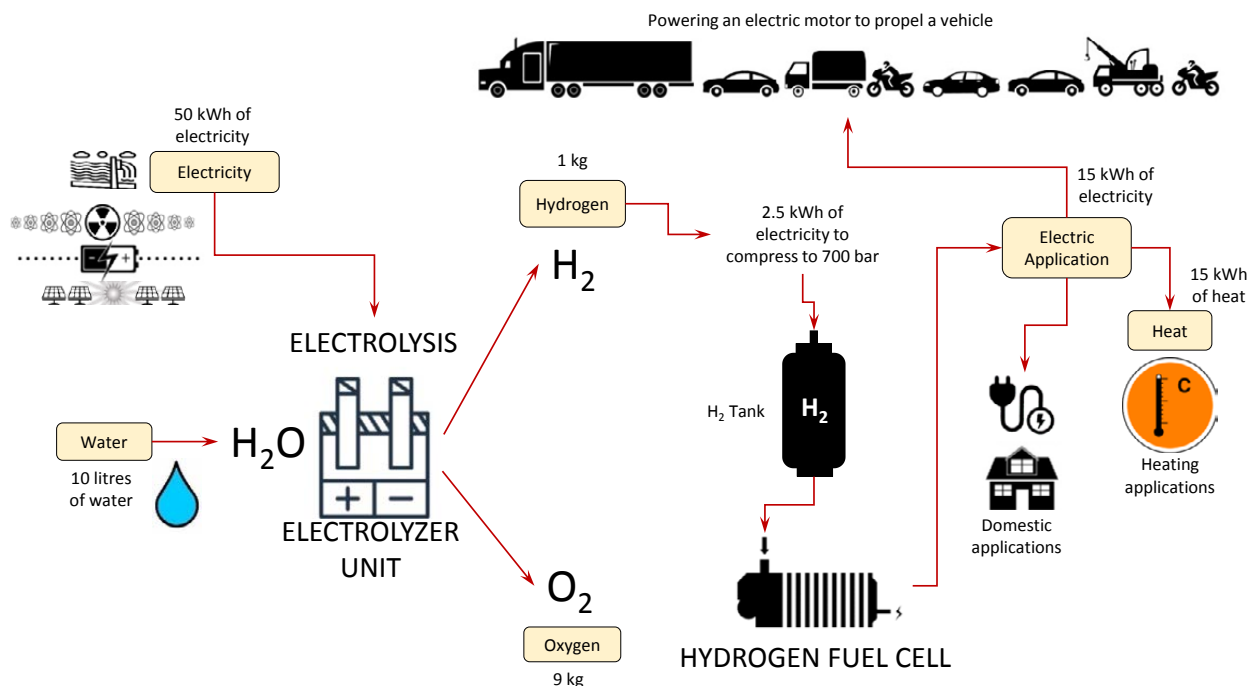 Powering an electric motor to propel a vehicle
50 kWh of
electricity
Electricity
1 kg
Hydrogen
H₂
2.5 kWh of
electricity to
compress to 700 bar
15 kWh of
electricity
Electric
Application
15 kWh
of heat
Heat
C
Heating
applications
ELECTROLYSIS
Water
H₂O
10 litres
of water
+ −
ELECTROLYZER
UNIT
H₂ Tank
H₂
Domestic
applications
O₂
Oxygen
9 kg
HYDROGEN FUEL CELL